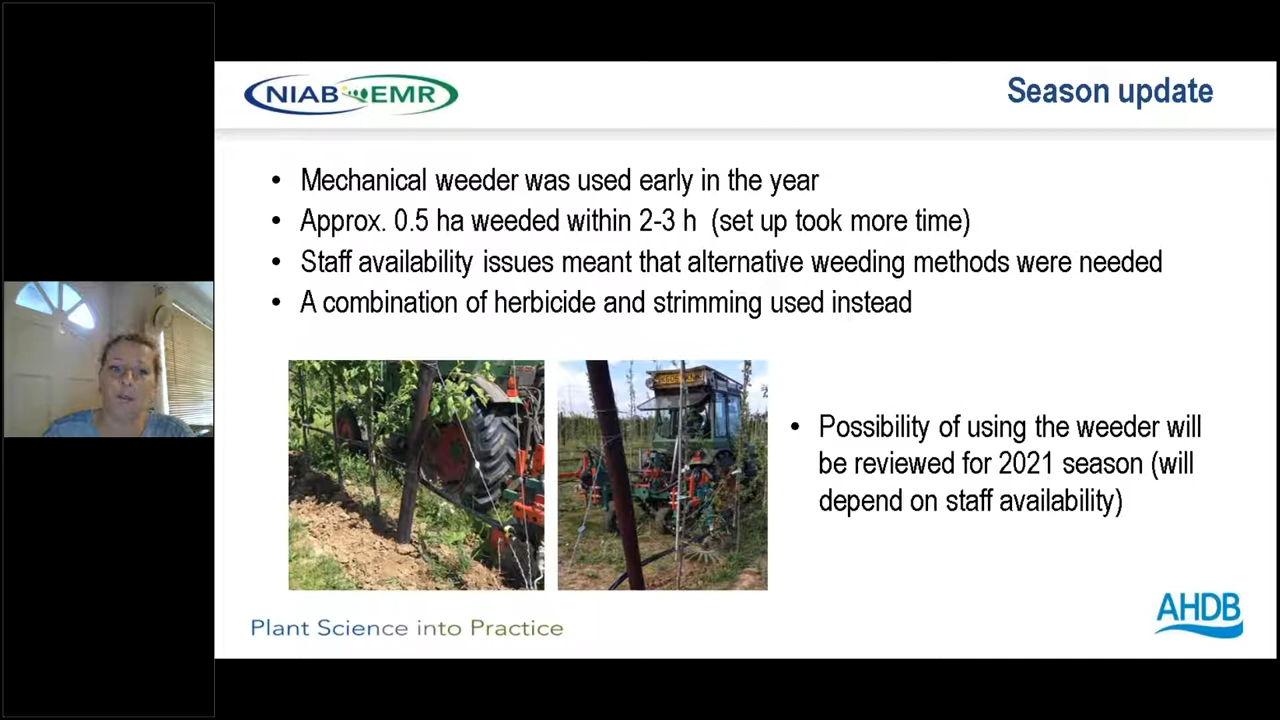 NIAB EMR
Season update
• Mechanical weeder was used early in the year
• Approx. 0.5 ha weeded within 2-3 h (set up took more time)
• Staff availability issues meant that alternative weeding methods were needed
• A combination of herbicide and strimming used instead
• Possibility of using the weeder will
be reviewed for 2021 season (will
depend on staff availability)
Plant Science into Practice
AHDB